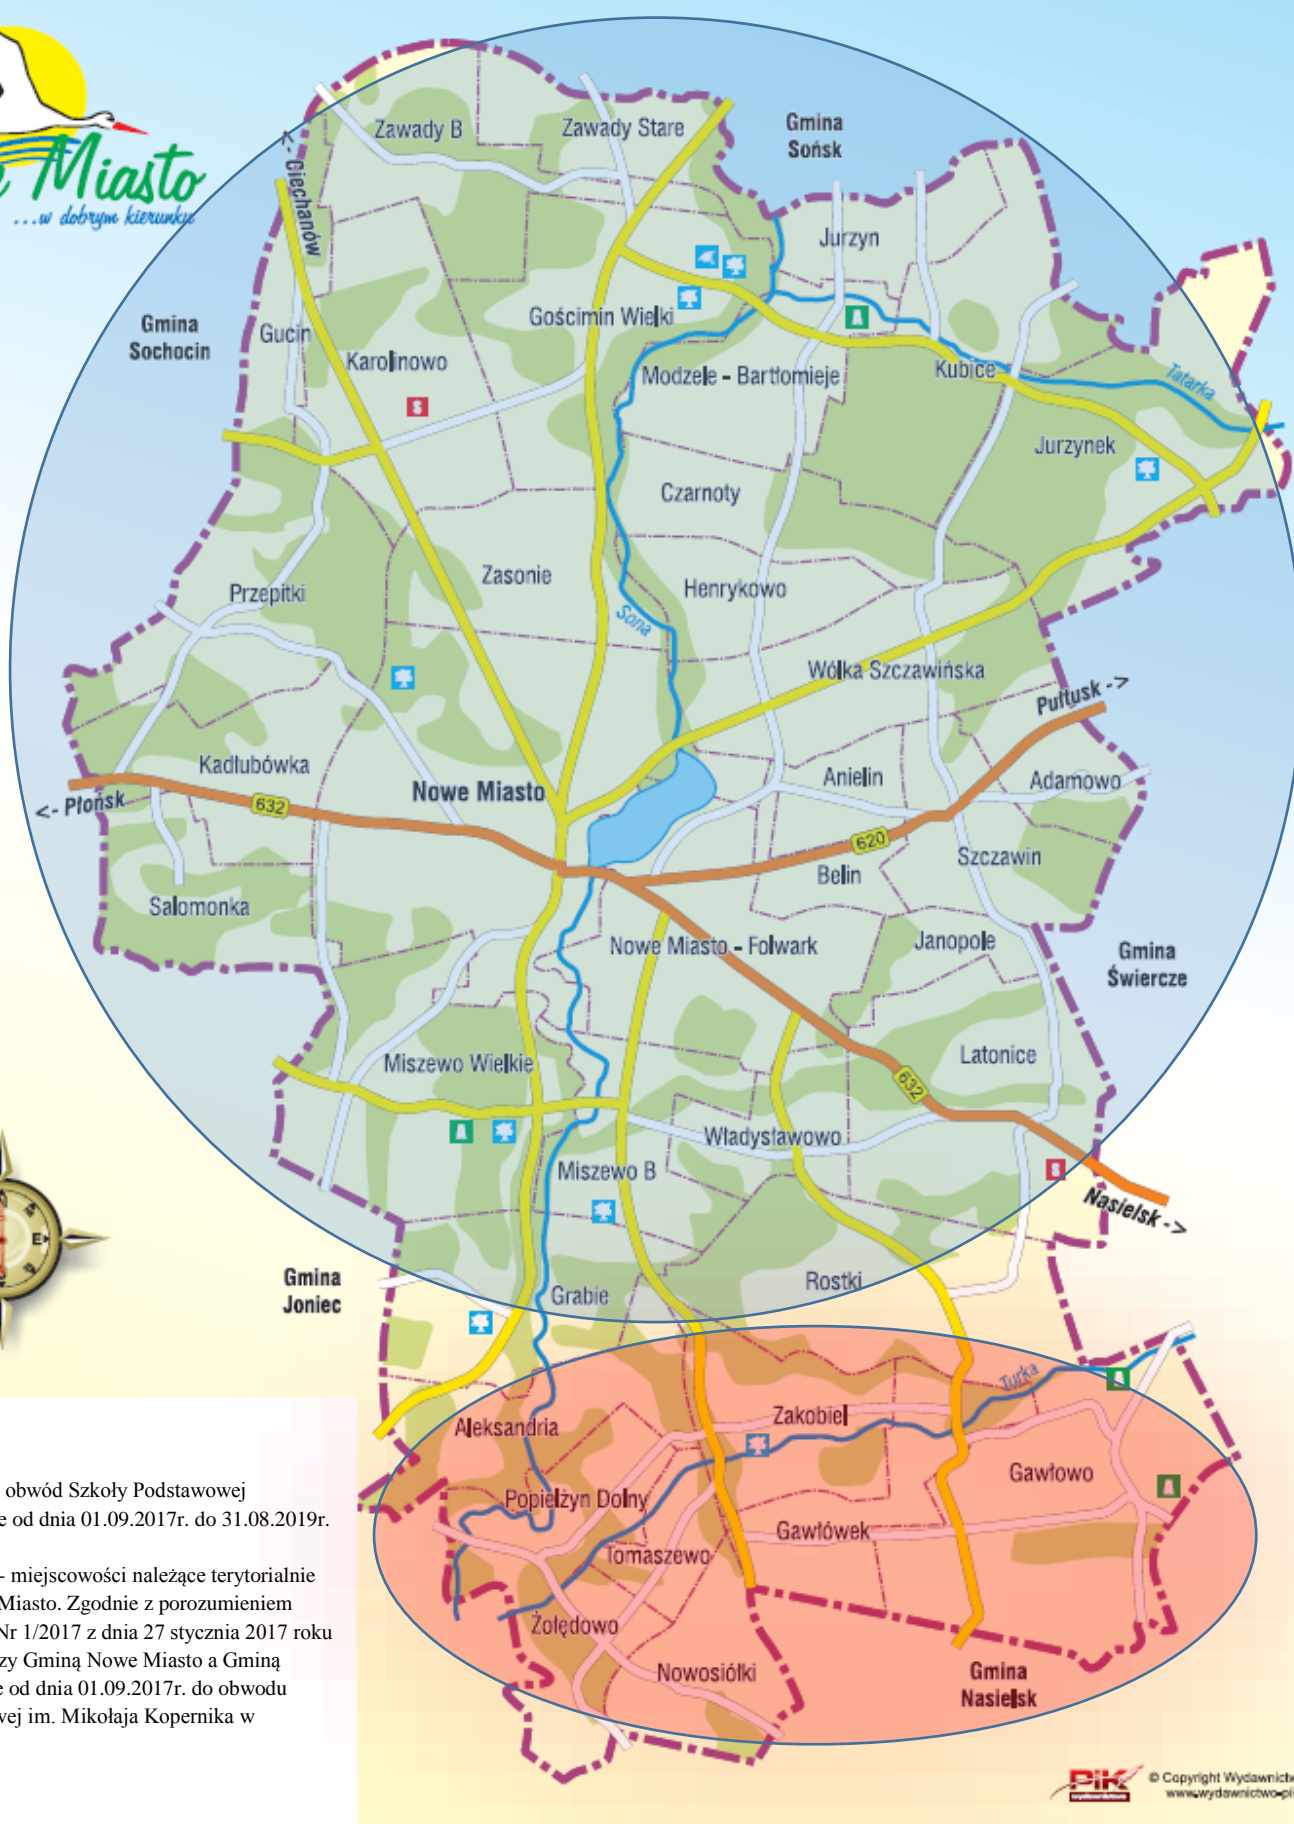 Miasto
...w dobrym kierunku
<-- Ciechanów
Zawady B
Zawady Stare
Gmina
Sońsk
Jurzyn
Gmina
Sochocin
Gucin
Gościmin Wielki
Karolinowo
Modzele - Bartłomieje
Kubice
Tatarka
Jurzynek
Czarnoty
Zasonie
Henrykowo
Przepitki
Sona
Wólka Szczawińska
Pułtusk ->
Kadłubówka
Nowe Miasto
Anielin
Adamowo
<- Płońsk
632
620
Szczawin
Belin
Salomonka
Nowe Miasto - Folwark
Janopole
Gmina
Świercze
Miszewo Wielkie
Latonice
632
Władysławowo
Miszewo B
Nasielsk ->
E
Gmina
Joniec
Grabie
Rostki
Turka
Aleksandria
Zakobiel
Gawłowo
obwód Szkoły Podstawowej
e od dnia 01.09.2017r. do 31.08.2019r.
Popielżyn Dolny
Gawłówek
Tomaszewo
- miejscowości należące terytorialnie
Miasto. Zgodnie z porozumieniem
Nr 1/2017 z dnia 27 stycznia 2017 roku
zy Gminą Nowe Miasto a Gminą
e od dnia 01.09.2017r. do obwodu
wej im. Mikołaja Kopernika w
Żołędowo
Nowosiółki
Gmina
Nasielsk
PiK
© Copyright Wydawnictw
www.wydawnictwo-pi